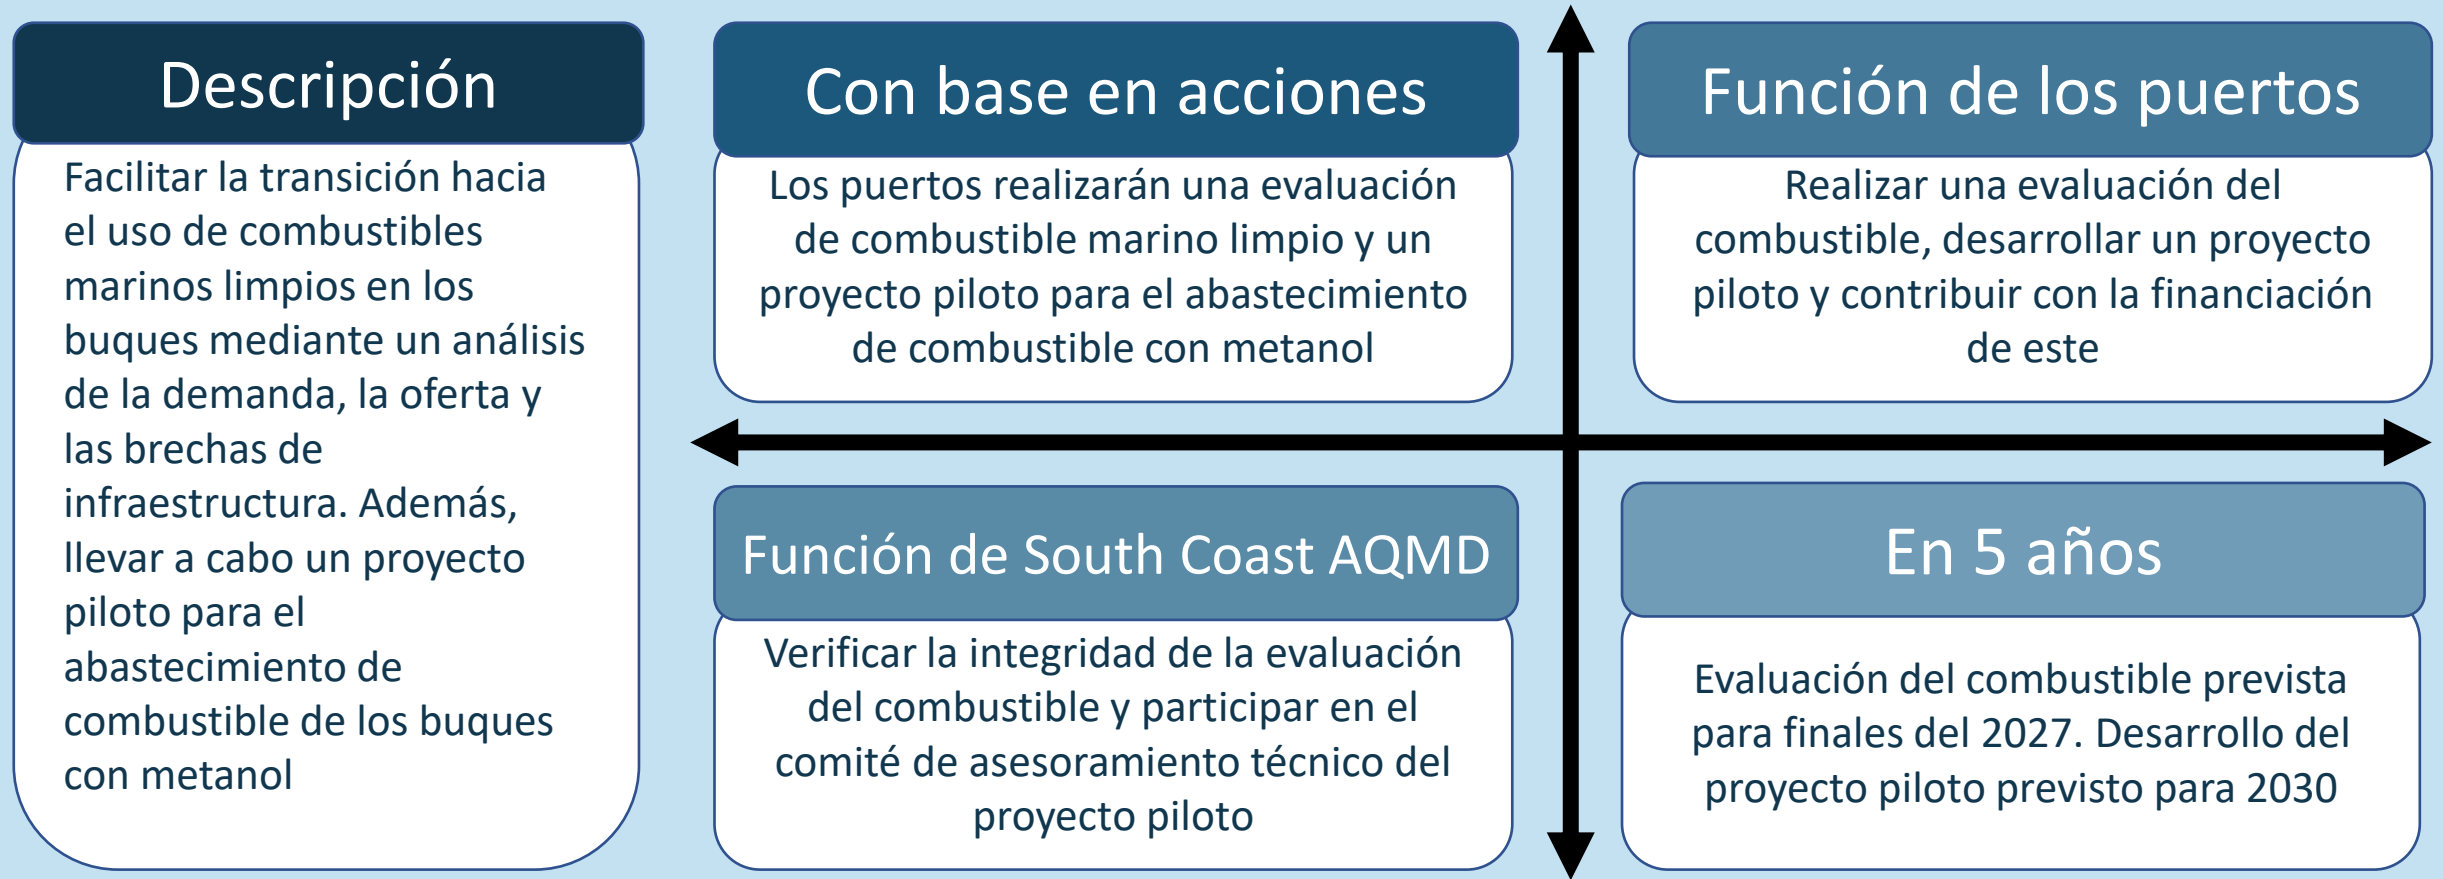 Descripción
Facilitar la transición hacia
el uso de combustibles
marinos limpios en los
buques mediante un análisis
de la demanda, la oferta y
las brechas de
infraestructura. Además,
llevar a cabo un proyecto
piloto para el
abastecimiento de
combustible de los buques
con metanol
Con base en acciones
Los puertos realizarán una evaluación
de combustible marino limpio y un
proyecto piloto para el abastecimiento
de combustible con metanol
Función de los puertos
Realizar una evaluación del
combustible, desarrollar un proyecto
piloto y contribuir con la financiación
de este
Función de South Coast AQMD
Verificar la integridad de la evaluación
del combustible y participar en el
comité de asesoramiento técnico del
proyecto piloto
En 5 años
Evaluación del combustible prevista
para finales del 2027. Desarrollo del
proyecto piloto previsto para 2030